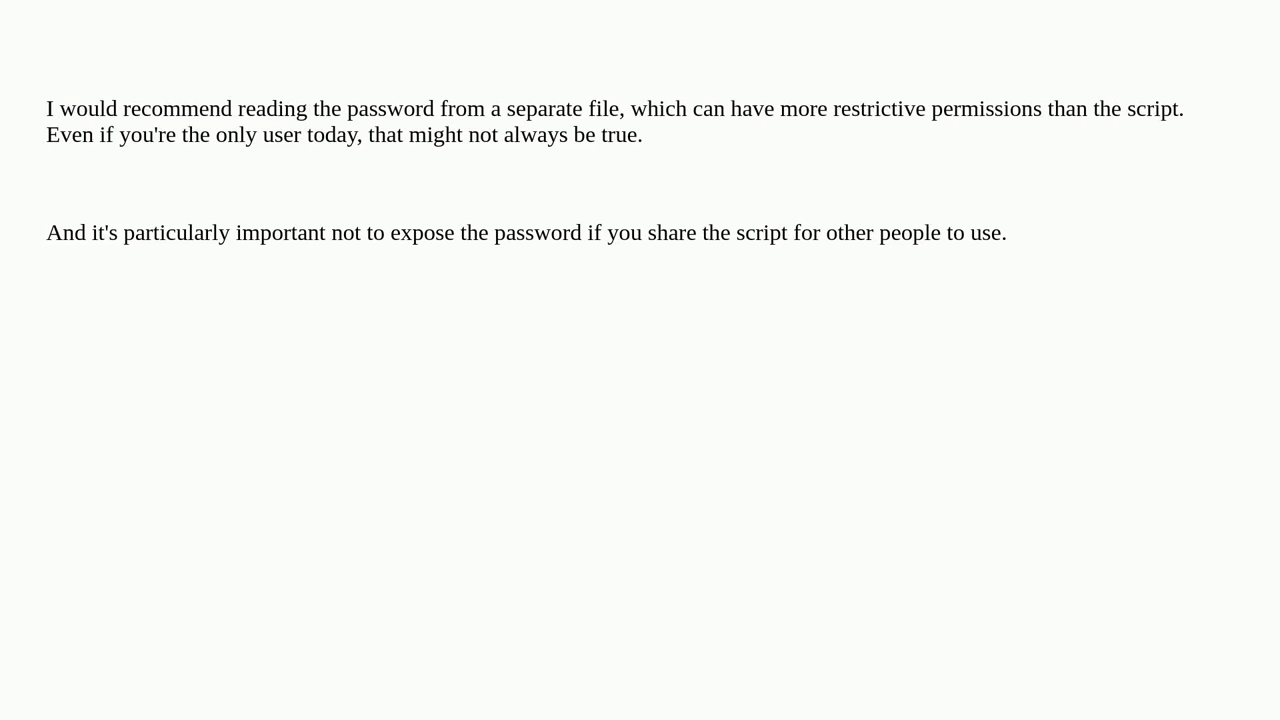 I would recommend reading the password from a separate file, which can have more restrictive permissions than the script.
Even if you're the only user today, that might not always be true.
And it's particularly important not to expose the password if you share the script for other people to use.